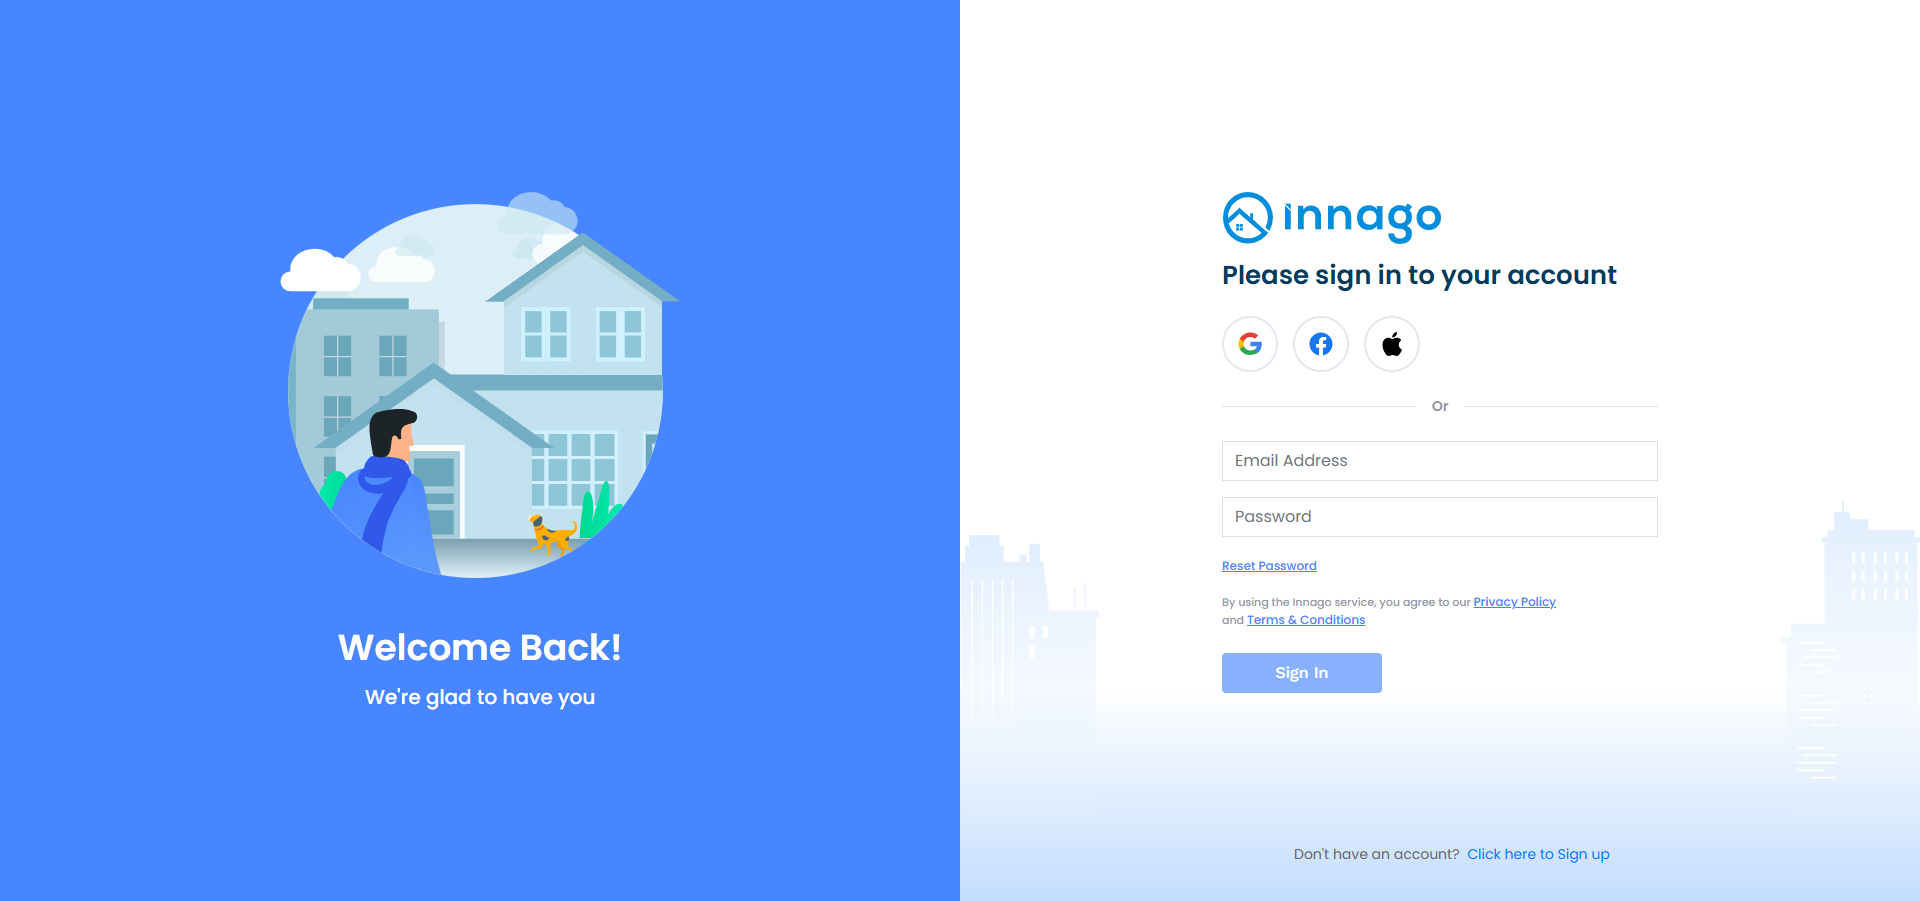 Welcome Back!
We're glad to have you
innago
Please sign in to your account
Or
Email Address
Password
Reset Password
By using the Innago service, you agree to our Privacy Policy
and Terms & Conditions
Sign In
Don't have an account? Click here to Sign up